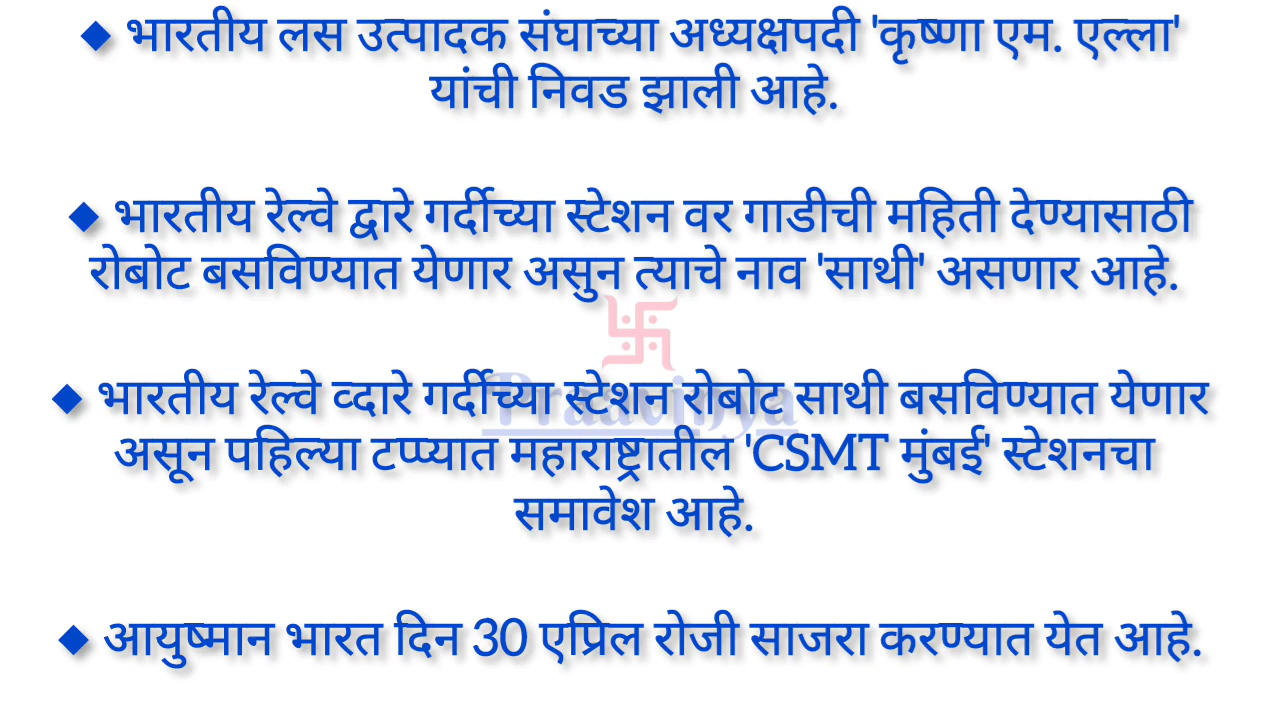 ◆ भारतीय लस उत्पादक संघाच्या अध्यक्षपदी 'कृष्णा एम. एल्ला'
यांची निवड झाली आहे.
◆ भारतीय रेल्वे द्वारे गर्दीच्या स्टेशन वर गाडीची महिती देण्यासाठी
रोबोट बसविण्यात येणार असुन त्याचे नाव 'साथी' असणार आहे.
◆ भारतीय रेल्वे व्दारे गर्दीच्या स्टेशन रोबोट साथी बसविण्यात येणार
Praavinya
असून पहिल्या टप्प्यात महाराष्ट्रातील 'CSMT मुंबई' स्टेशनचा
समावेश आहे.
◆ आयुष्मान भारत दिन 30 एप्रिल रोजी साजरा करण्यात येत आहे.